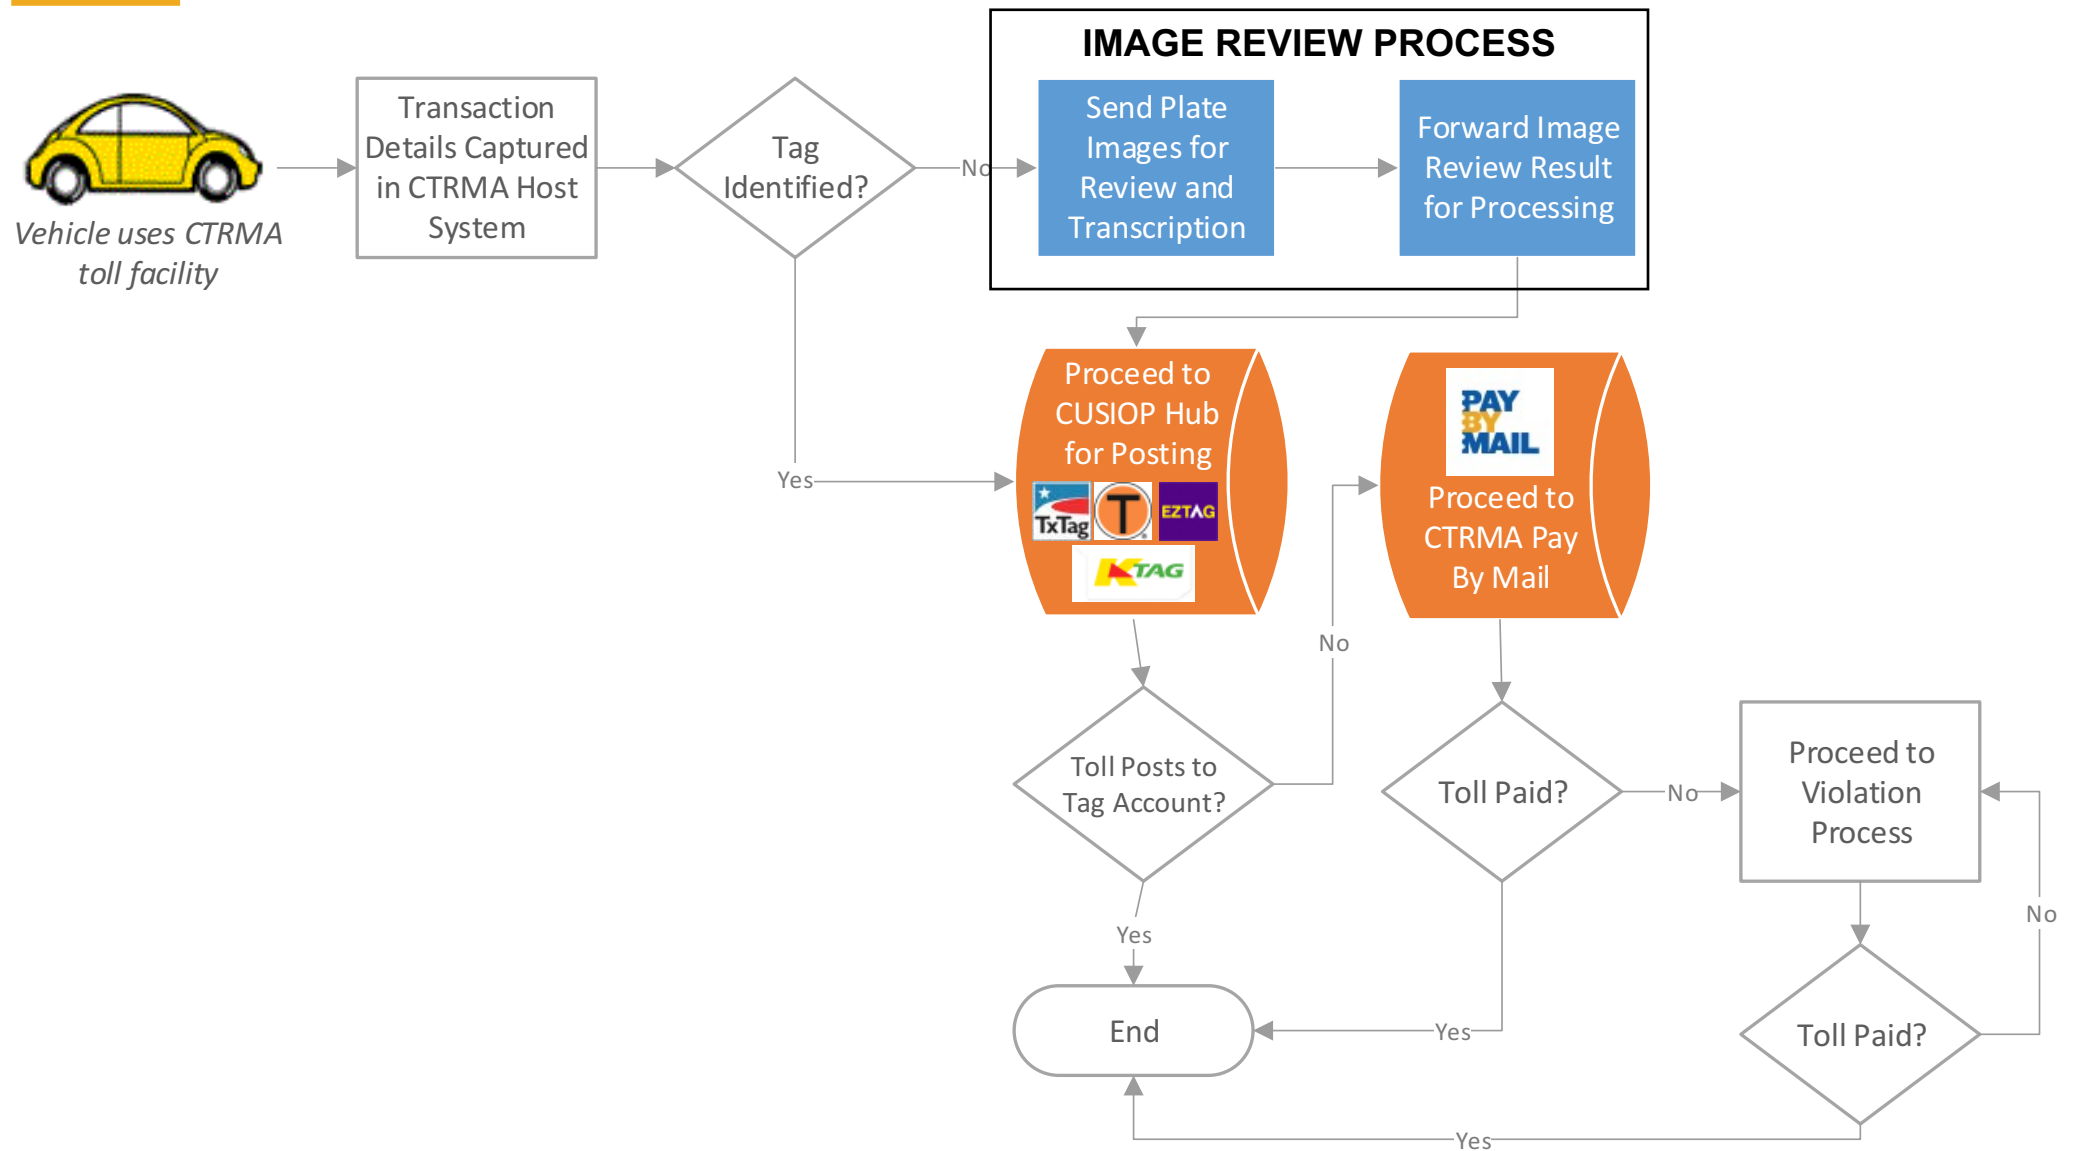 IMAGE REVIEW PROCESS
Vehicle uses CTRMA
toll facility
Transaction
Details Captured
in CTRMA Host
System
Tag
Identified?
No
Send Plate
Images for
Review and
Transcription
Forward Image
Review Result
for Processing
Yes
Proceed to
CUSIOP Hub
for Posting
TxTag
T
EZTAG
KTAG
No
PAY
BY
MAIL
Proceed to
CTRMA Pay
By Mail
Toll Posts to
Tag Account?
Toll Paid?
No
Proceed to
Violation
Process
Yes
No
End
Yes
Toll Paid?
Yes